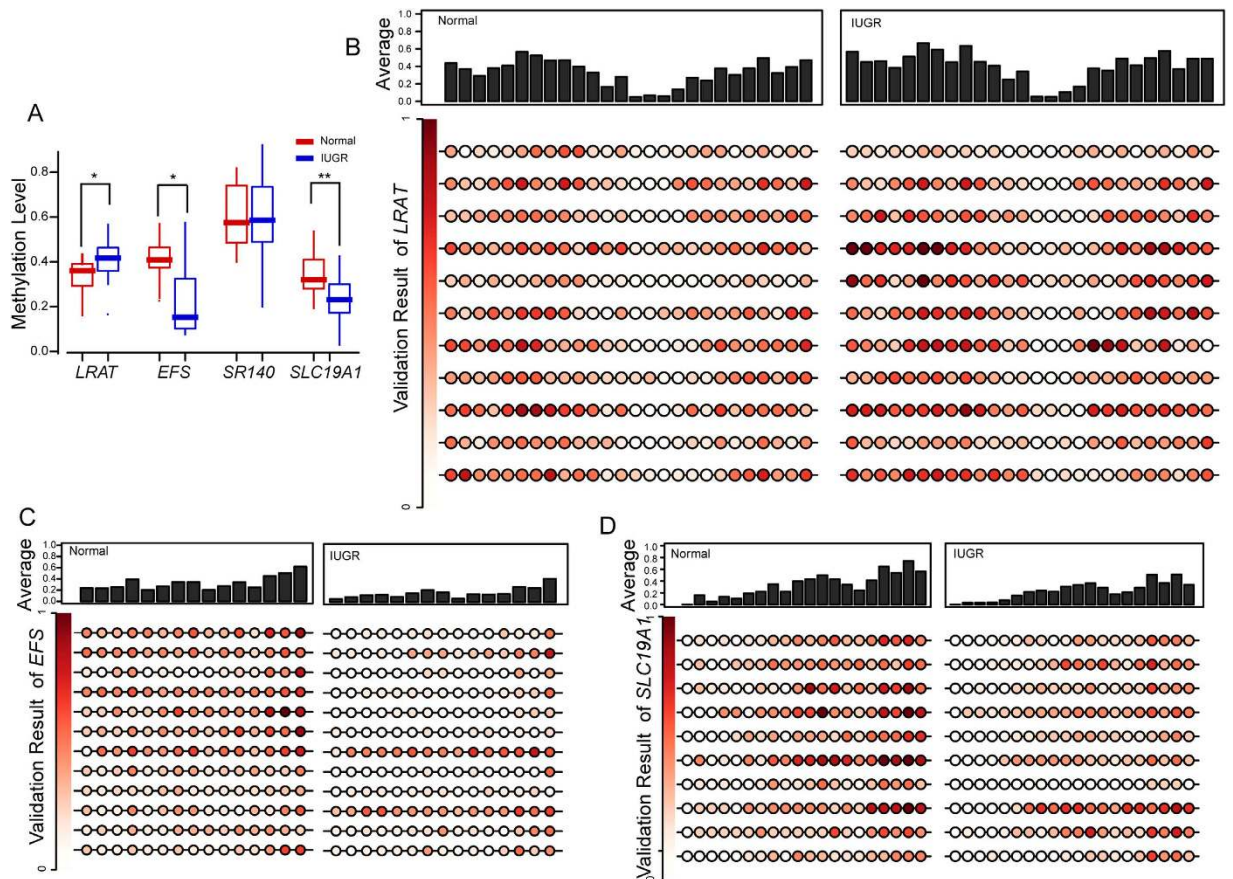 A
Methylation Level
0.8
0.6
0.4
0.2
0.0
Normal
IUGR
*
*
**
LRAT
EFS
SR140
SLC19A1
B
Average
1.0
0.8
0.6
0.4
0.2
0.0
Normal
IUGR
Validation Result of LRAT
1
0
C
Average
1.0
0.8
0.6
0.4
0.2
0.0
Normal
IUGR
Validation Result of EFS
1
0
D
Average
1.0
0.8
0.6
0.4
0.2
0.0
Normal
IUGR
Validation Result of SLC19A1
1
0